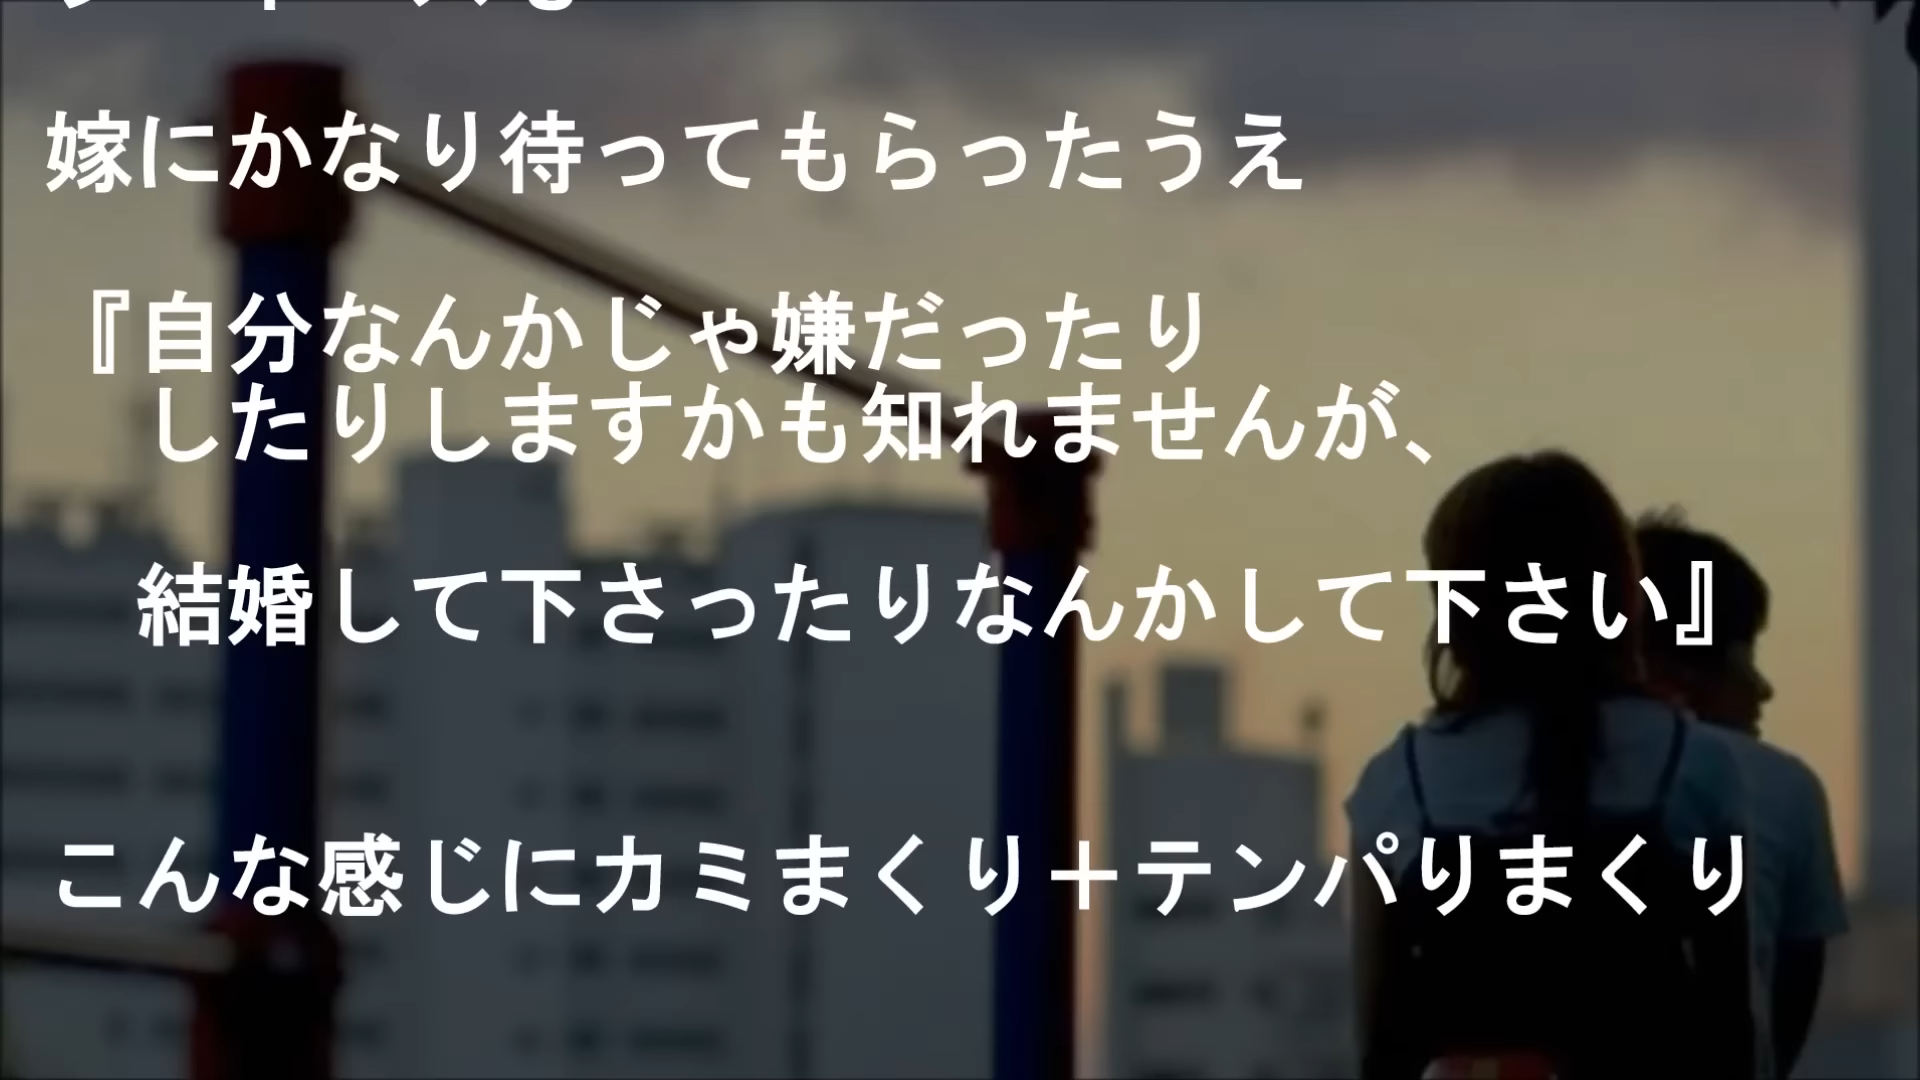 嫁にかなり待ってもらったうえ
『自分なんかじゃ嫌だったり
したりしますかも知れませんが、
結婚して下さったりなんかして下さい』
こんな感じにカミまくり＋テンパりまくり